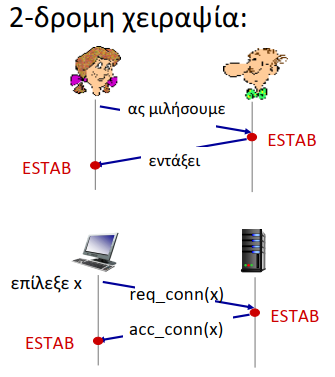 2-δρομη χειραψία:
ας μιλήσουμε
ESTAB
εντάξει
ESTAB
επίλεξε x
req_conn(x)
ESTAB
acc_conn(x)
ESTAB